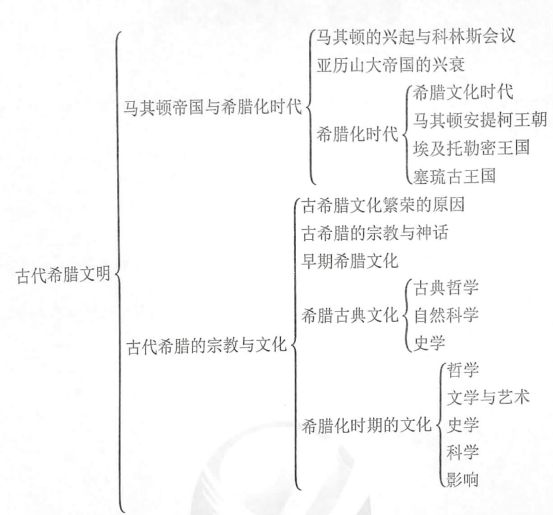 古代希腊文明
马其顿帝国与希腊化时代
马其顿的兴起与科林斯会议
亚历山大帝国的兴衰
希腊化时代
希腊文化时代
马其顿安提柯王朝
埃及托勒密王国
塞琉古王国
古代希腊的宗教与文化
古希腊文化繁荣的原因
古希腊的宗教与神话
早期希腊文化
希腊古典文化
古典哲学
自然科学
史学
希腊化时期的文化
哲学
文学与艺术
史学
科学
影响